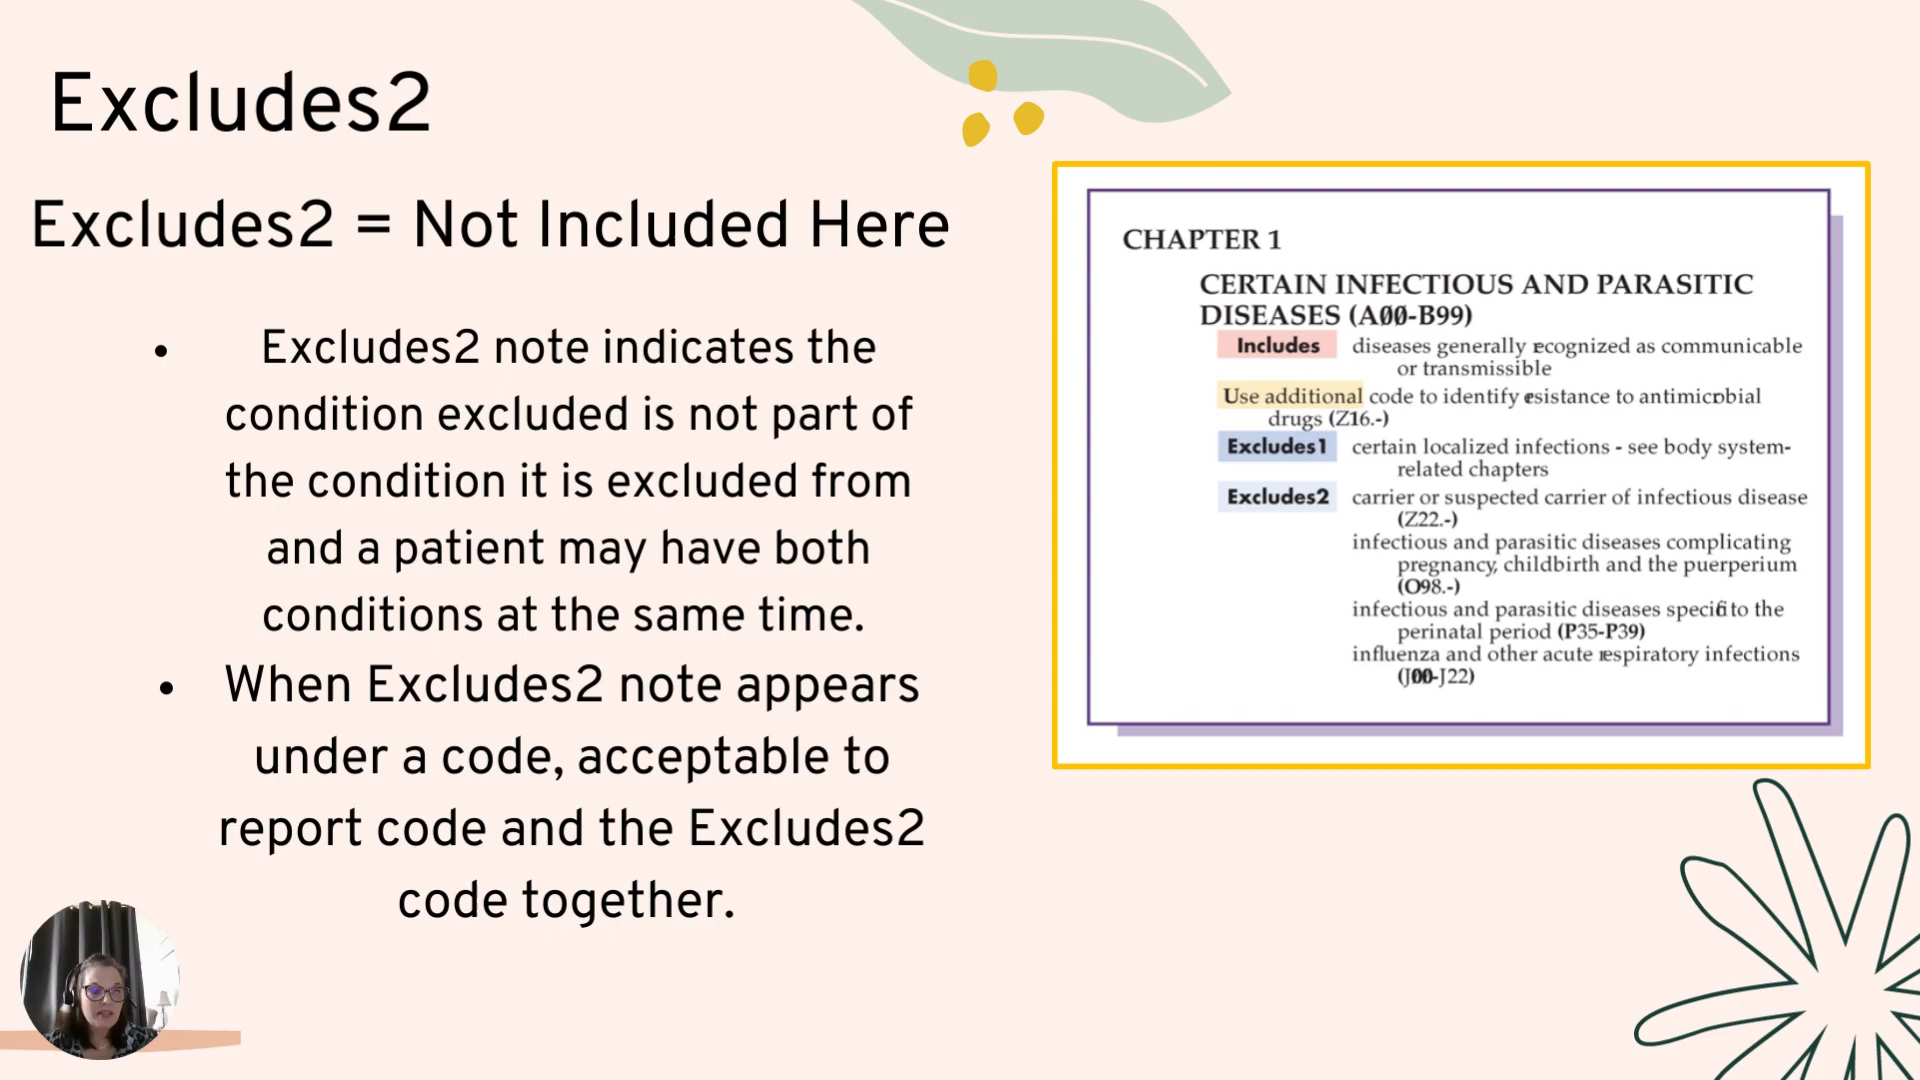 Excludes2
Excludes2 = Not Included Here
• Excludes2 note indicates the
condition excluded is not part of
the condition it is excluded from
and a patient may have both
conditions at the same time.
• When Excludes2 note appears
under a code, acceptable to
report code and the Excludes2
code together.
CHAPTER 1
CERTAIN INFECTIOUS AND PARASITIC
DISEASES (A00-B99)
Includes diseases generally recognized as communicable
or transmissible
Use additional code to identify resistance to antimicrobial
drugs (Z16.-)
Excludes1 certain localized infections - see body system-
related chapters
Excludes2 carrier or suspected carrier of infectious disease
(Z22.-)
infectious and parasitic diseases complicating
pregnancy, childbirth and the puerperium
(O98.-)
infectious and parasitic diseases specifi to the
perinatal period (P35-P39)
influenza and other acute respiratory infections
(J00-J22)